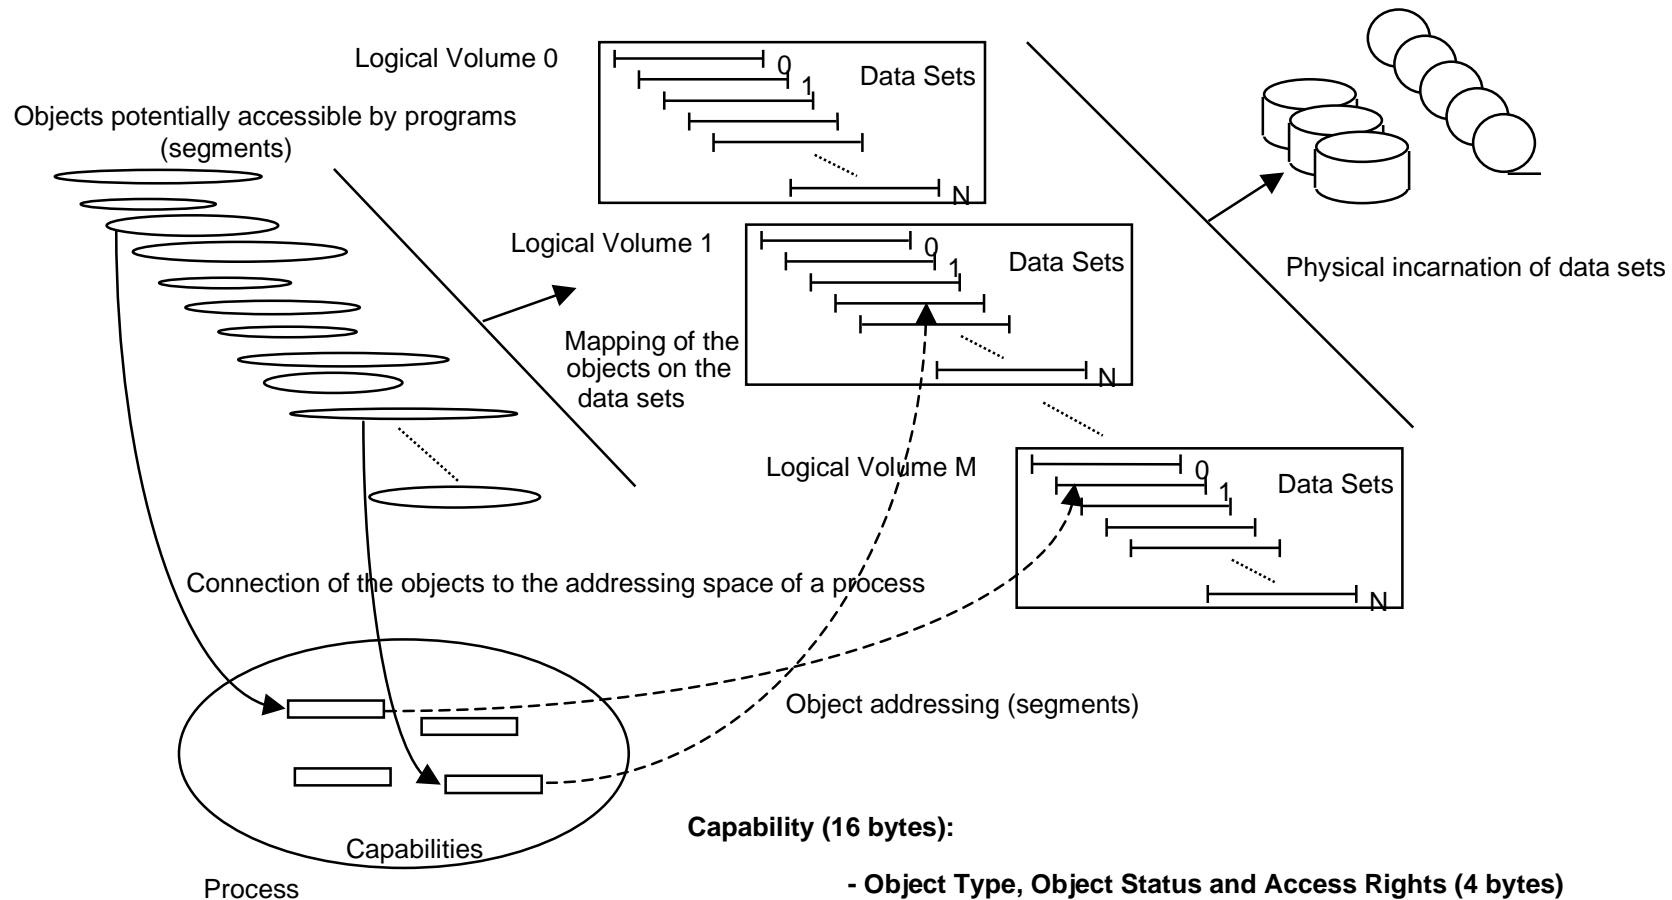 Logical Volume 0
0
1
Data Sets
N
Objects potentially accessible by programs
(segments)
Logical Volume 1
0
1
Data Sets
N
Physical incarnation of data sets
Mapping of the
objects on the
data sets
Logical Volume M
0
1
Data Sets
N
Connection of the objects to the addressing space of a process
Object addressing (segments)
Capabilities
Process
Capability (16 bytes):
- Object Type, Object Status and Access Rights (4 bytes)